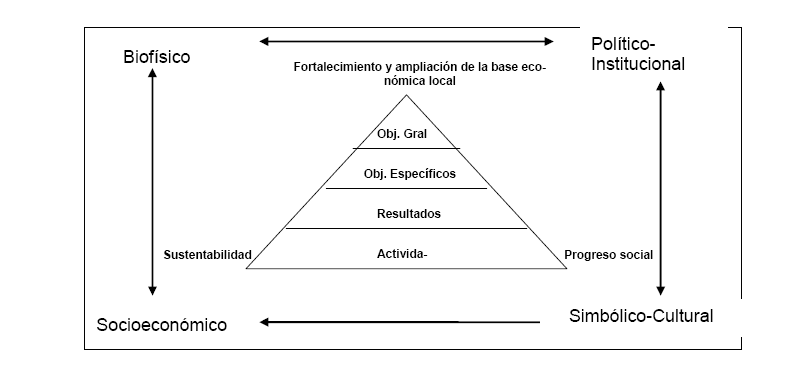 Biofísico
Político-
Institucional
Fortalecimiento y ampliación de la base eco-
nómica local
Obj. Gral
Obj. Específicos
Resultados
Sustentabilidad
Activida-
Progreso social
Socioeconómico
Simbólico-Cultural